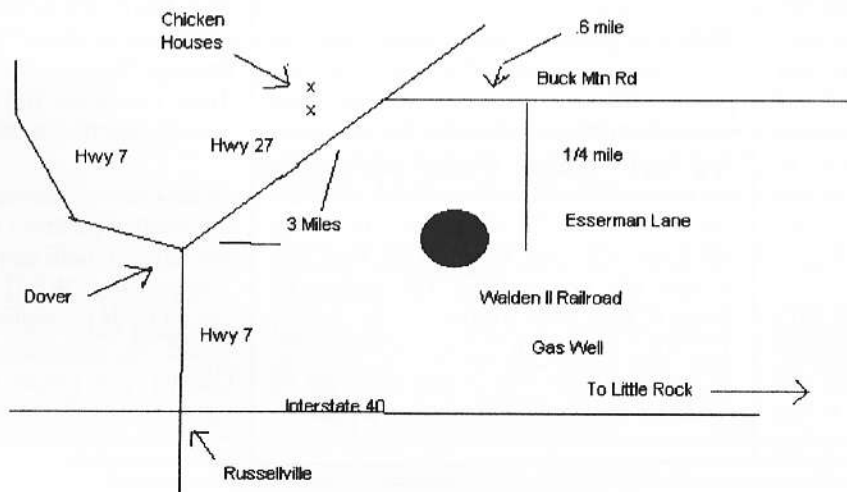 Chicken
Houses
.6 mile
Buck Mtn Rd
Hwy 7
Hwy 27
x
x
1/4 mile
3 Miles
Esserman Lane
Dover
Walden II Railroad
Hwy 7
Gas Well
To Little Rock
Interstate 40
Russellville